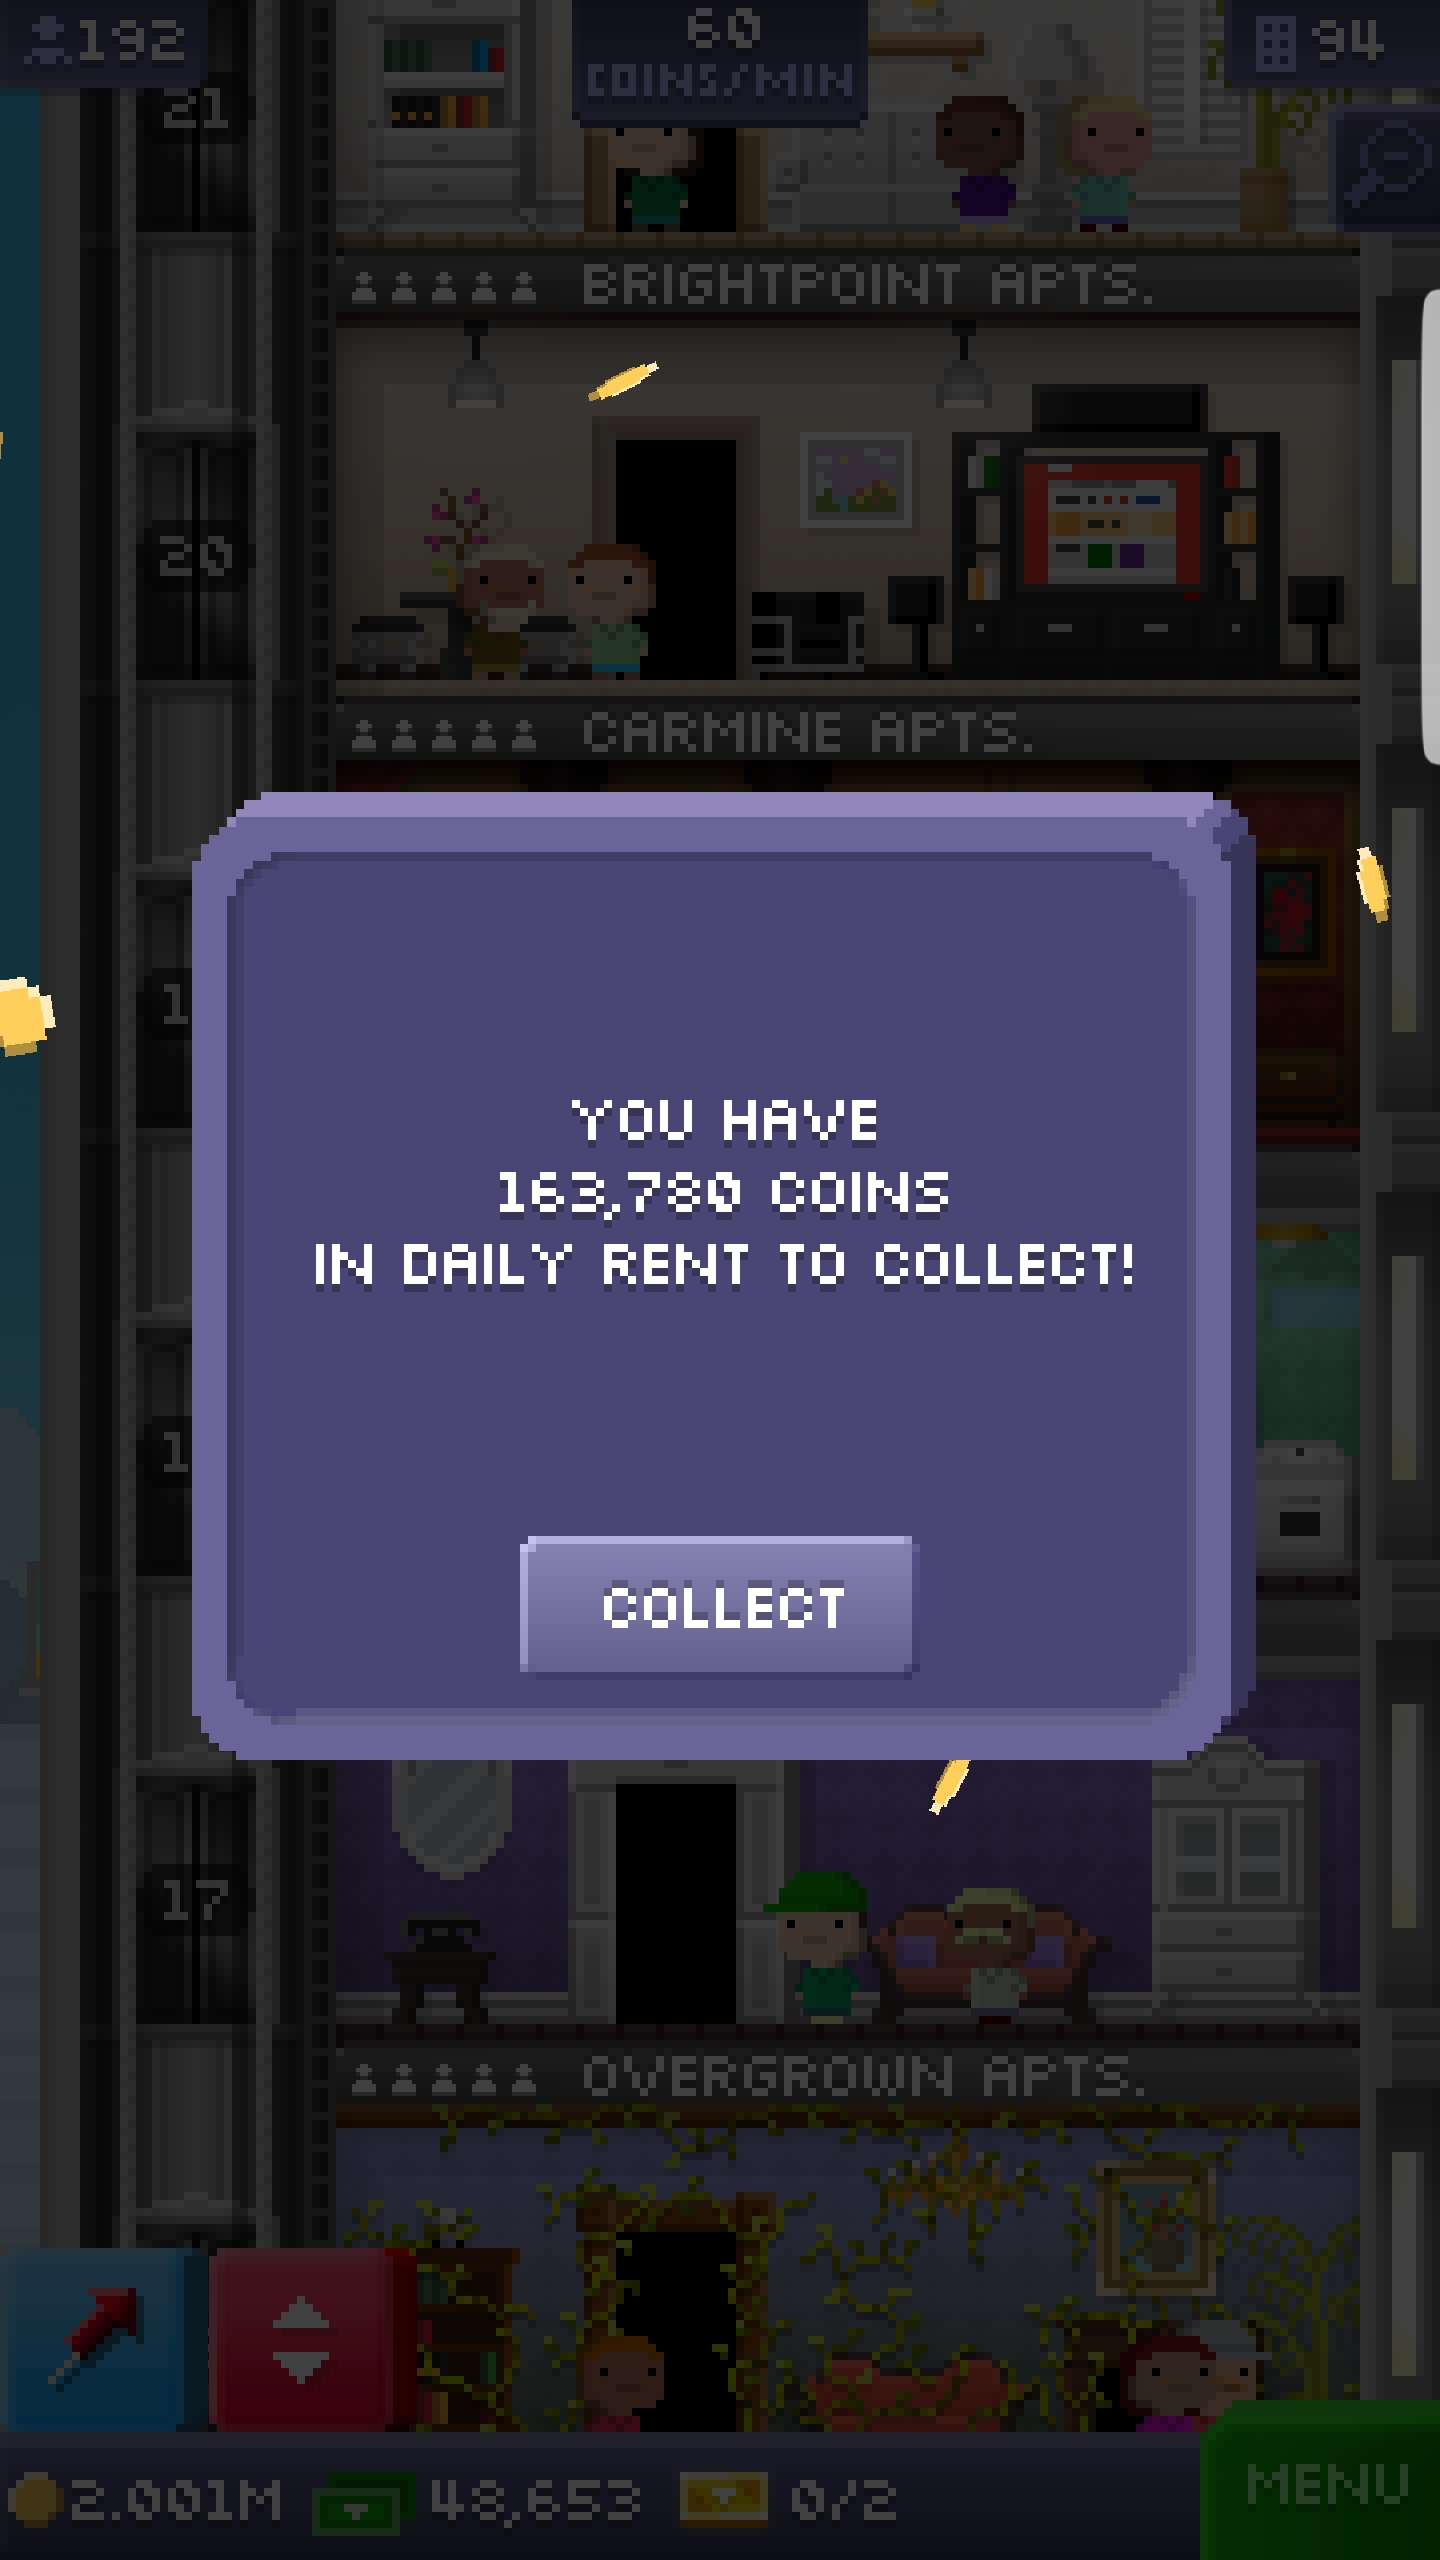 192
60
COINS/MIN
94
21
BRIGHTPOINT APTS.
20
CARMINE APTS.
1
YOU HAVE
163,780 COINS
IN DAILY RENT TO COLLECT!
1
COLLECT
17
OVERGROWN APTS.
2.001M
48,653
0/2
MENU